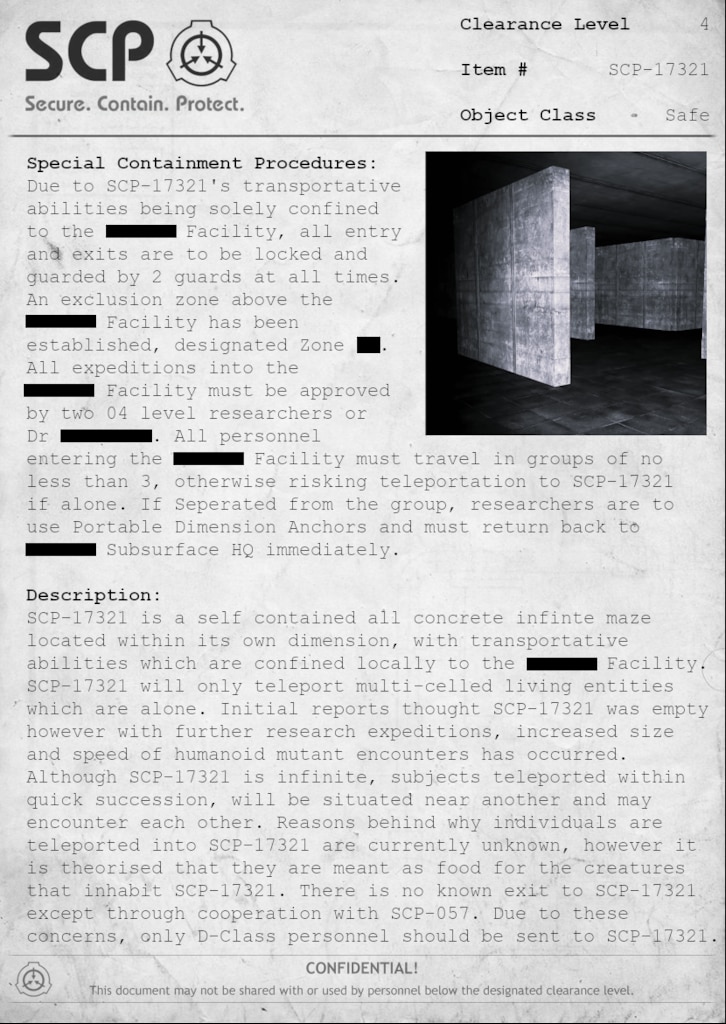 SCP
Secure. Contain. Protect.
Clearance Level 4
Item # SCP-17321
Object Class Safe
Special Containment Procedures:
Due to SCP-17321's transportative
abilities being solely confined
to the Facility, all entry
and exits are to be locked and
guarded by 2 guards at all times.
An exclusion zone above the
Facility has been
established, designated Zone .
All expeditions into the
Facility must be approved
by two 04 level researchers or
Dr . All personnel
entering the Facility must travel in groups of no
less than 3, otherwise risking teleportation to SCP-17321
if alone. If Seperated from the group, researchers are to
use Portable Dimension Anchors and must return back to
Subsurface HQ immediately.
Description:
SCP-17321 is a self contained all concrete infinte maze
located within its own dimension, with transportative
abilities which are confined locally to the Facility.
SCP-17321 will only teleport multi-celled living entities
which are alone. Initial reports thought SCP-17321 was empty
however with further research expeditions, increased size
and speed of humanoid mutant encounters has occurred.
Although SCP-17321 is infinite, subjects teleported within
quick succession, will be situated near another and may
encounter each other. Reasons behind why individuals are
teleported into SCP-17321 are currently unknown, however it
is theorised that they are meant as food for the creatures
that inhabit SCP-17321. There is no known exit to SCP-17321
except through cooperation with SCP-057. Due to these
concerns, only D-Class personnel should be sent to SCP-17321.
CONFIDENTIAL!
This document may not be shared with or used by personnel below the designated clearance level.